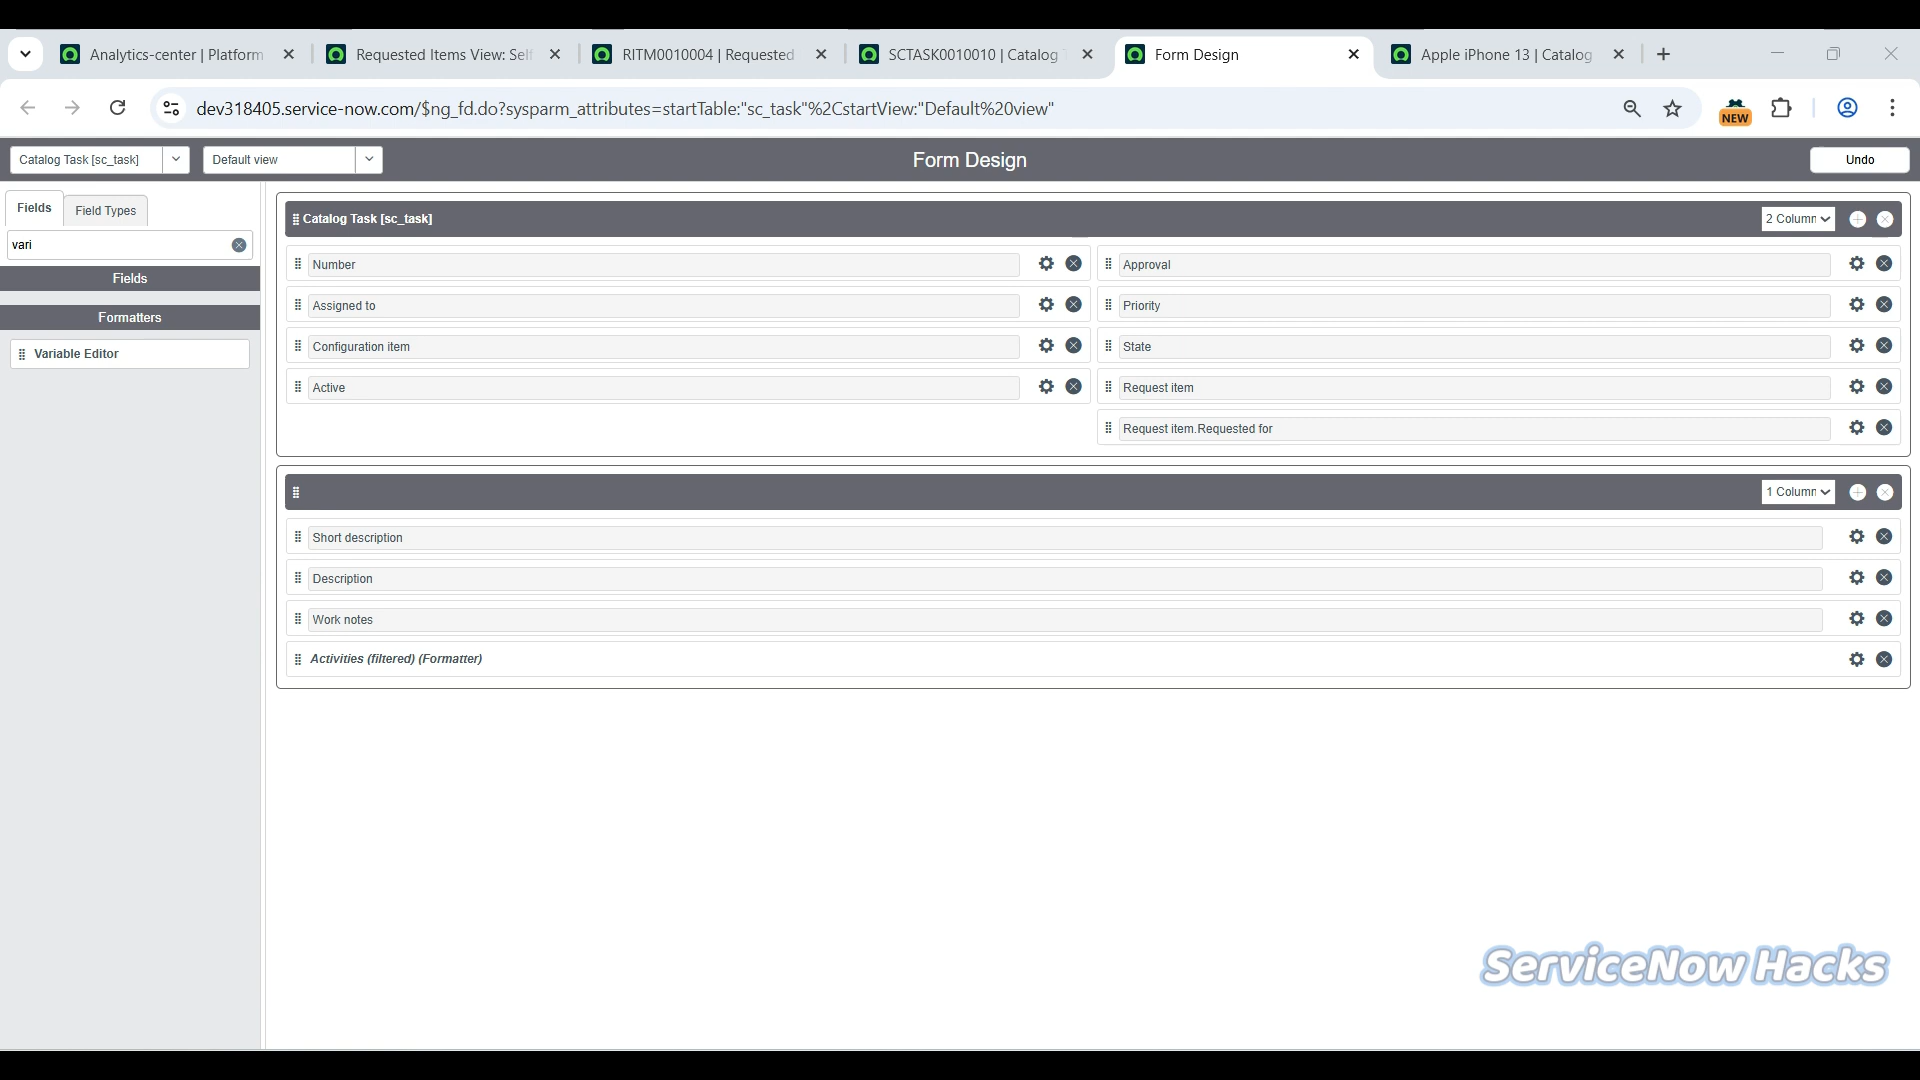 Analytics-center | Platform
Requested Items View: Self
RITM0010004 | Requested
SCTASK0010010 | Catalog T
Form Design
Apple iPhone 13 | Catalog
dev318405.service-now.com/$ng_fd.do?sysparm_attributes=startTable:"sc_task"%2CstartView:"Default%20view"
NEW
Catalog Task [sc_task]
Default view
Form Design
Undo
Fields
Field Types
vari
Fields
Formatters
Variable Editor
Catalog Task [sc_task]
2 Column
Number
Approval
Assigned to
Priority
Configuration item
State
Active
Request item
Request item.Requested for
1 Column
Short description
Description
Work notes
Activities (filtered) (Formatter)
ServiceNow Hacks